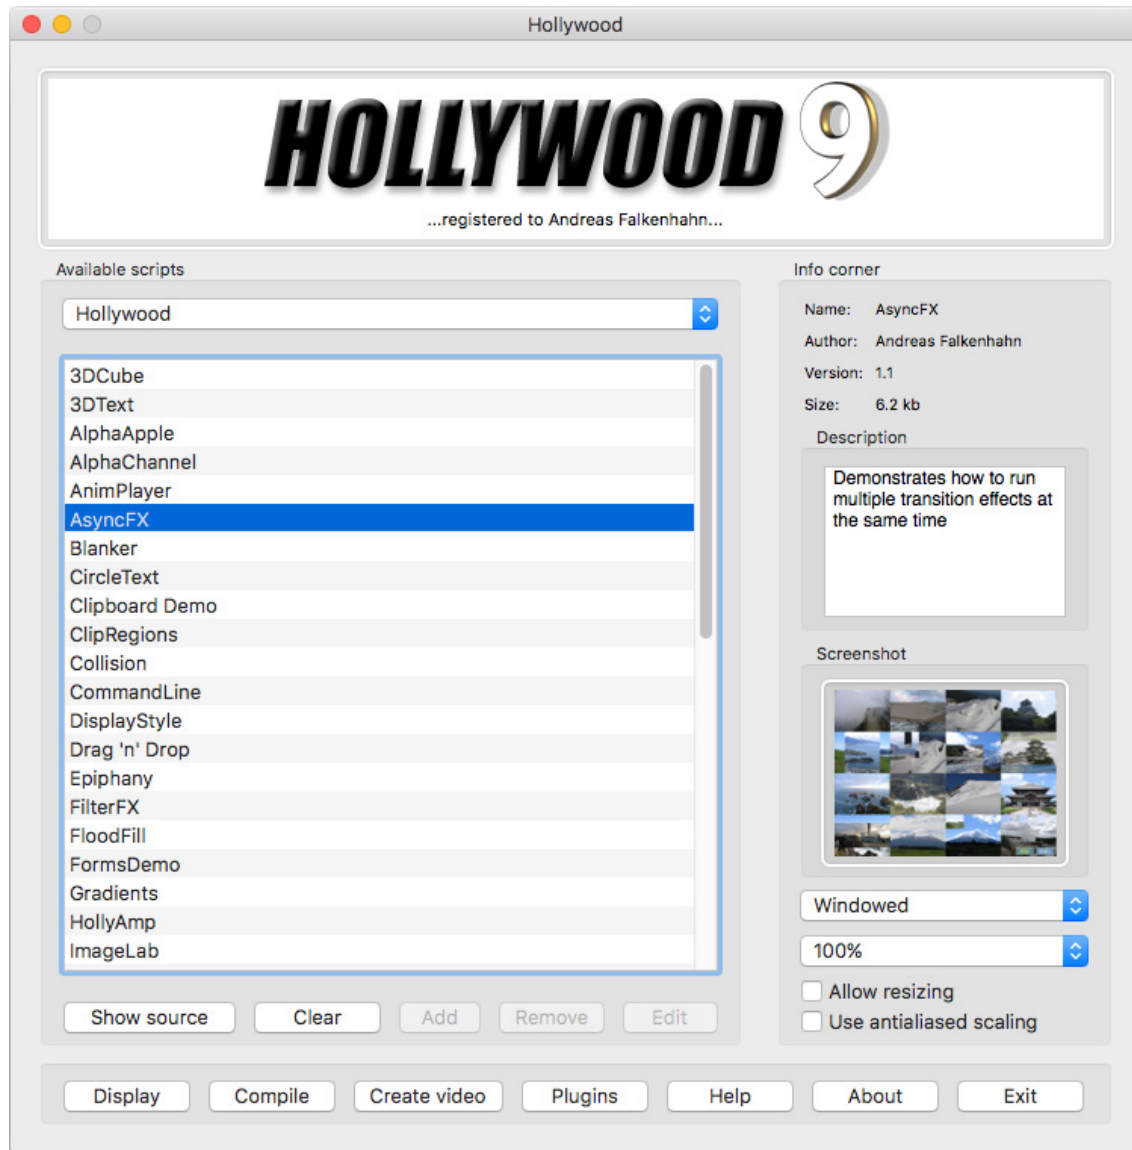 Hollywood
HOLLYWOOD 9
...registered to Andreas Falkenhahn...
Available scripts
Hollywood
3DCube
3DText
AlphaApple
AlphaChannel
AnimPlayer
AsyncFX
Blanker
CircleText
Clipboard Demo
ClipRegions
Collision
CommandLine
DisplayStyle
Drag 'n' Drop
Epiphany
FilterFX
FloodFill
FormsDemo
Gradients
HollyAmp
ImageLab
Show source
Clear
Add
Remove
Edit
Info corner
Name: AsyncFX
Author: Andreas Falkenhahn
Version: 1.1
Size: 6.2 kb
Description
Demonstrates how to run
multiple transition effects at
the same time
Screenshot
Windowed
100%
Allow resizing
Use antialiased scaling
Display
Compile
Create video
Plugins
Help
About
Exit